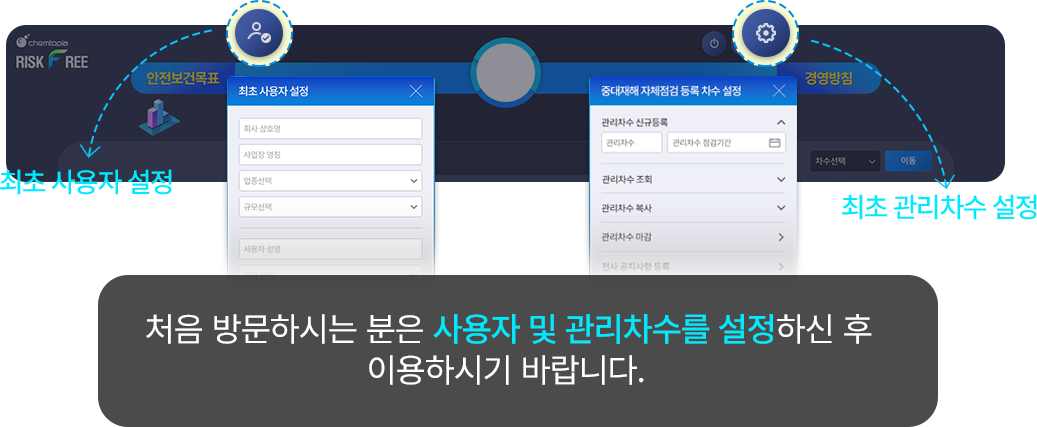 chemtopia
RISK FREE
안전보건목표
경영방침
최초 사용자 설정
회사 상호명
사업장 명칭
업종선택
규모선택
사용자 성명
중대재해 자체점검 등록 차수 설정
관리차수 신규등록
관리차수
관리차수 점검기간
관리차수 조회
관리차수 복사
관리차수 마감
전사 공지사항 등록
차수선택
이동
최초 사용자 설정
최초 관리차수 설정
처음 방문하시는 분은 사용자 및 관리차수를 설정하신 후
이용하시기 바랍니다.